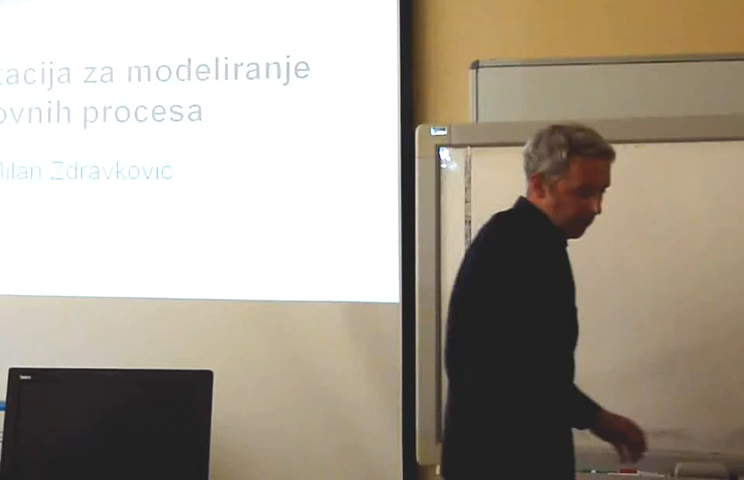 tacija za modeliranje
ovnih procesa
Milan Zdravković